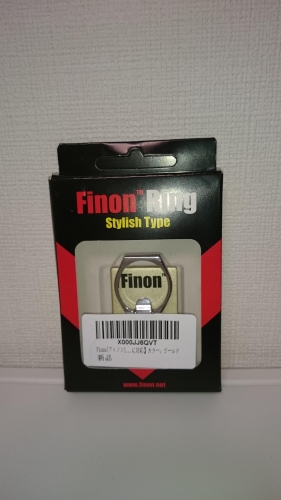 Finon™ Ring
Stylish Type
Finon™
X000JJ6QVT
新品
www.finon.net